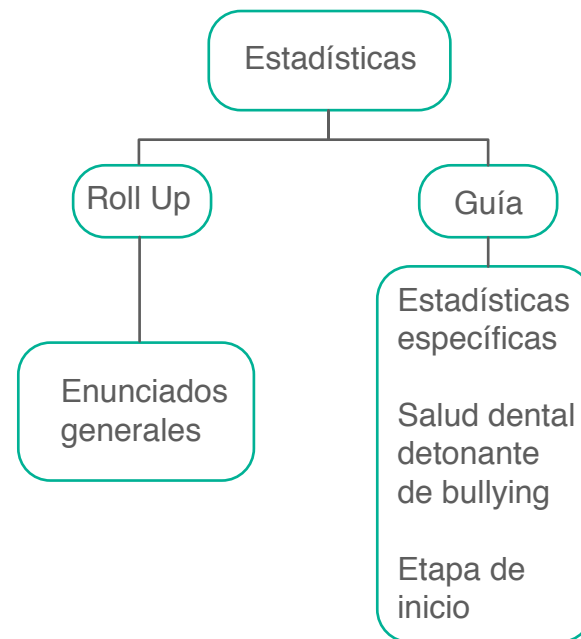 Estadísticas
Roll Up
Guía
Enunciados
generales
Estadísticas
específicas
Salud dental
detonante
de bullying
Etapa de
inicio